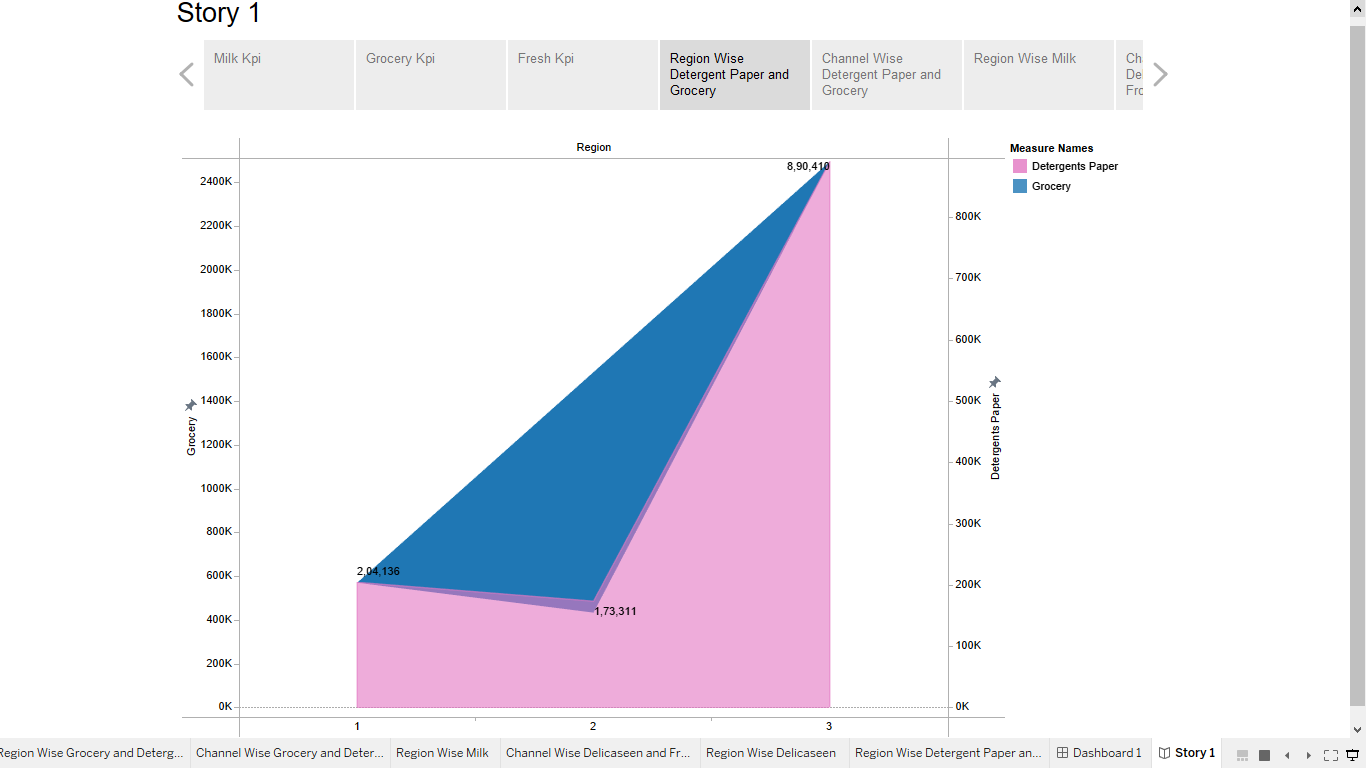 Story 1
Milk Kpi
Grocery Kpi
Fresh Kpi
Region Wise
Detergent Paper and
Grocery
Channel Wise
Detergent Paper and
Grocery
Region Wise Milk
Region
Measure Names
Detergents Paper
Grocery
8,90,410
2,04,136
1,73,311
Grocery
2400K
2200K
2000K
1800K
1600K
1400K
1200K
1000K
800K
600K
400K
200K
0K
800K
700K
600K
500K
400K
300K
200K
100K
0K
Detergents Paper
1 2 3
Region Wise Grocery and Deterg... Channel Wise Grocery and Deter... Region Wise Milk Channel Wise Delicaseen and Fr... Region Wise Delicaseen Region Wise Detergent Paper an... Dashboard 1 Story 1